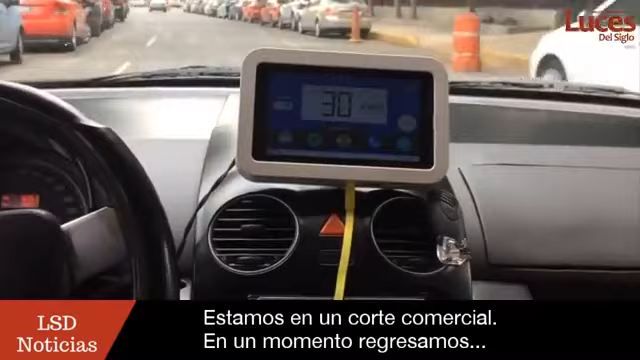 Luces
Del Siglo
30
LSD
Noticias
Estamos en un corte comercial.
En un momento regresamos...